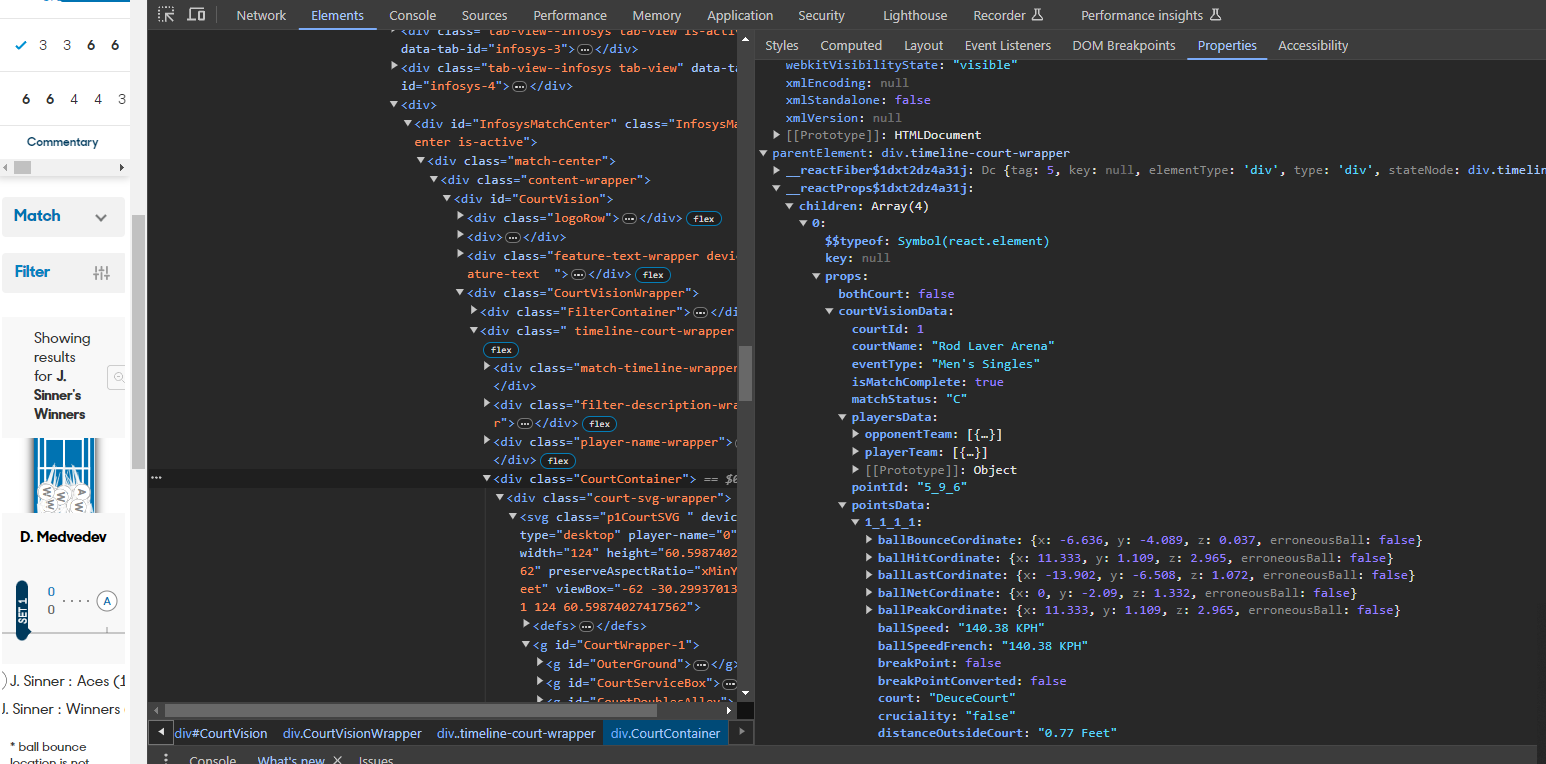 Network Elements Console Sources Performance Memory Application Security Lighthouse Recorder Performance insights
3 3 6 6
6 6 4 4 3
Commentary
Match
Filter
Showing
results
for J.
Sinner's
Winners
D. Medvedev
SET 1
0
0
A
J. Sinner : Aces (1
J. Sinner : Winners
* ball bounce
location is not
data-tab-id="infosys-3">…</div>
<div class="tab-view--infosys tab-view" data-ta
id="infosys-4">…</div>
<div>
<div id="InfosysMatchCenter" class="InfosysMa
enter is-active">
<div class="match-center">
<div class="content-wrapper">
<div id="CourtVision">
<div class="logoRow">…</div> flex
<div>…</div>
<div class="feature-text-wrapper devi
ature-text  ">…</div> flex
<div class="CourtVisionWrapper">
<div class="FilterContainer">…</di
<div class=" timeline-court-wrapper
flex
<div class="match-timeline-wrapper
</div>
<div class="filter-description-wra
r">…</div> flex
<div class="player-name-wrapper">
</div> flex
… <div class="CourtContainer"> == $0
<div class="court-svg-wrapper">
<svg class="p1CourtSVG " devic
type="desktop" player-name="0"
width="124" height="60.5987402
62" preserveAspectRatio="xMinY
eet" viewBox="-62 -30.29937013
1 124 60.59874027417562">
<defs>…</defs>
<g id="CourtWrapper-1">
<g id="OuterGround">…</g>
<g id="CourtServiceBox">…
<g id="CourtDoublesAlley">
div#CourtVision div.CourtVisionWrapper div..timeline-court-wrapper div.CourtContainer
Console What's new Issues
Styles Computed Layout Event Listeners DOM Breakpoints Properties Accessibility
webkitVisibilityState: "visible"
xmlEncoding: null
xmlStandalone: false
xmlVersion: null
[[Prototype]]: HTMLDocument
parentElement: div.timeline-court-wrapper
__reactFiber$1dxt2dz4a31j: Dc {tag: 5, key: null, elementType: 'div', type: 'div', stateNode: div.timelin
__reactProps$1dxt2dz4a31j:
children: Array(4)
0:
$$typeof: Symbol(react.element)
key: null
props:
bothCourt: false
courtVisionData:
courtId: 1
courtName: "Rod Laver Arena"
eventType: "Men's Singles"
isMatchComplete: true
matchStatus: "C"
playersData:
opponentTeam: [{…}]
playerTeam: [{…}]
[[Prototype]]: Object
pointId: "5_9_6"
pointsData:
1_1_1_1:
ballBounceCordinate: {x: -6.636, y: -4.089, z: 0.037, erroneousBall: false}
ballHitCordinate: {x: 11.333, y: 1.109, z: 2.965, erroneousBall: false}
ballLastCordinate: {x: -13.902, y: -6.508, z: 1.072, erroneousBall: false}
ballNetCordinate: {x: 0, y: -2.09, z: 1.332, erroneousBall: false}
ballPeakCordinate: {x: 11.333, y: 1.109, z: 2.965, erroneousBall: false}
ballSpeed: "140.38 KPH"
ballSpeedFrench: "140.38 KPH"
breakPoint: false
breakPointConverted: false
court: "DeuceCourt"
cruciality: "false"
distanceOutsideCourt: "0.77 Feet"